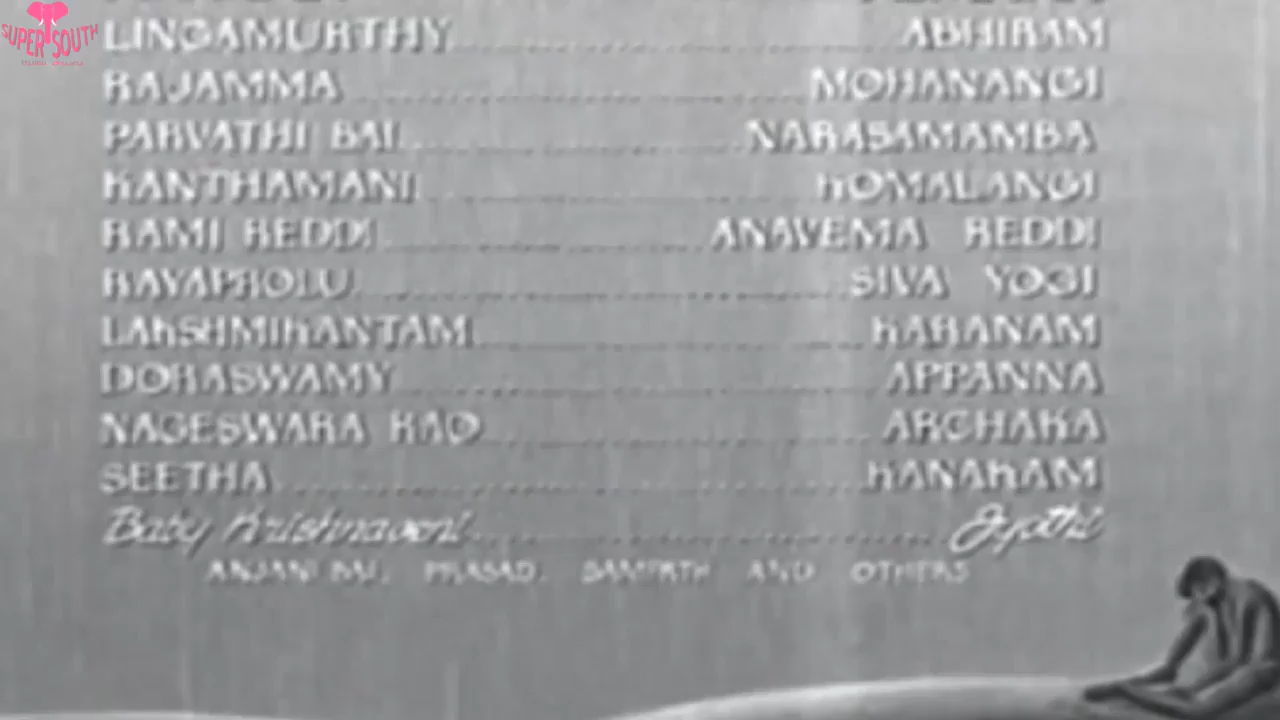 SUPER SOUTH
LINGAMURTHY ABHIRAM
RAJAMMA MOHANANGI
PARVATHI BAI NARASAMAMBA
KANTHAMANI KOMALANGI
RAMI REDDI ANAVEMA REDDI
RAYAPROLU SIVA YOGI
LAKSHMIKANTAM KARANAM
DORASWAMY APPANNA
NAGESWARA RAO ARCHAKA
SEETHA KANAKAM
Baby Krishnaveni Jyothi
ANJANI BAI, PRASAD, SAMPATH AND OTHERS